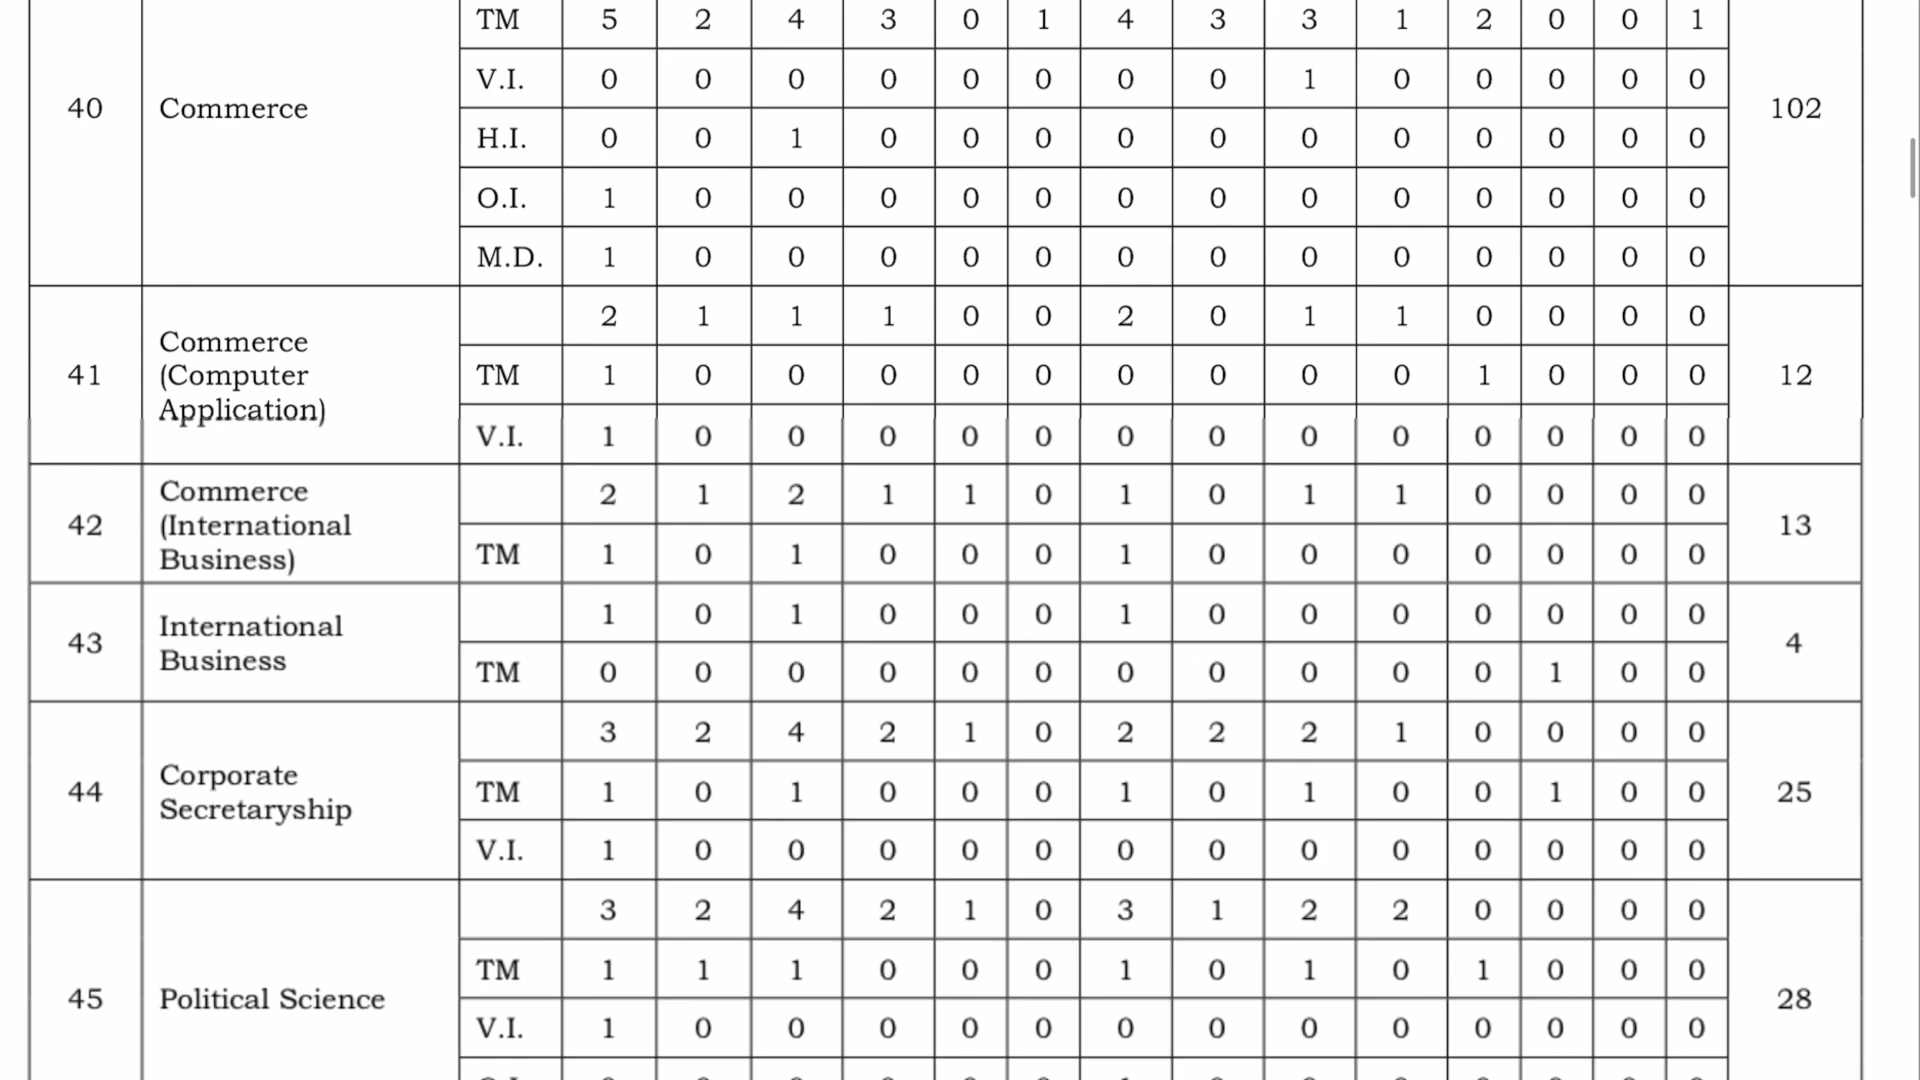 TM 5 2 4 3 0 1 4 3 3 1 2 0 0 1
V.I. 0 0 0 0 0 0 0 0 1 0 0 0 0 0
40 Commerce 102
H.I. 0 0 1 0 0 0 0 0 0 0 0 0 0 0
O.I. 1 0 0 0 0 0 0 0 0 0 0 0 0 0
M.D. 1 0 0 0 0 0 0 0 0 0 0 0 0 0
2 1 1 1 0 0 2 0 1 1 0 0 0 0
Commerce
41 (Computer TM 1 0 0 0 0 0 0 0 0 0 1 0 0 0 12
Application)
V.I. 1 0 0 0 0 0 0 0 0 0 0 0 0 0
Commerce 2 1 2 1 1 0 1 0 1 1 0 0 0 0
42 (International 13
Business) TM 1 0 1 0 0 0 1 0 0 0 0 0 0 0
International 1 0 1 0 0 0 1 0 0 0 0 0 0 0
43 4
Business TM 0 0 0 0 0 0 0 0 0 0 0 1 0 0
3 2 4 2 1 0 2 2 2 1 0 0 0 0
Corporate
44 TM 1 0 1 0 0 0 1 0 1 0 0 1 0 0 25
Secretaryship
V.I. 1 0 0 0 0 0 0 0 0 0 0 0 0 0
3 2 4 2 1 0 3 1 2 2 0 0 0 0
TM 1 1 1 0 0 0 1 0 1 0 1 0 0 0
45 Political Science 28
V.I. 1 0 0 0 0 0 0 0 0 0 0 0 0 0